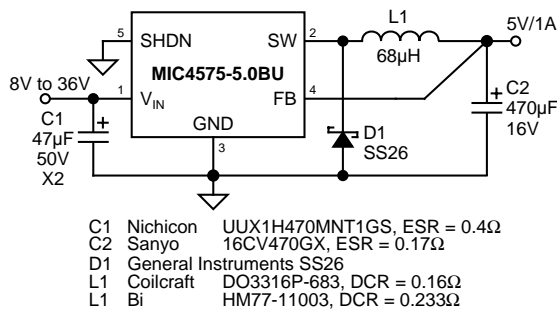 L1
5V/1A
5 SHDN SW 2
68µH
MIC4575-5.0BU
8V to 36V
C2
1 VIN FB 4
470µF
C1
16V
47µF
GND
D1
50V
3
SS26
X2
C1 Nichicon UUX1H470MNT1GS, ESR = 0.4Ω
C2 Sanyo 16CV470GX, ESR = 0.17Ω
D1 General Instruments SS26
L1 Coilcraft DO3316P-683, DCR = 0.16Ω
L1 Bi HM77-11003, DCR = 0.233Ω